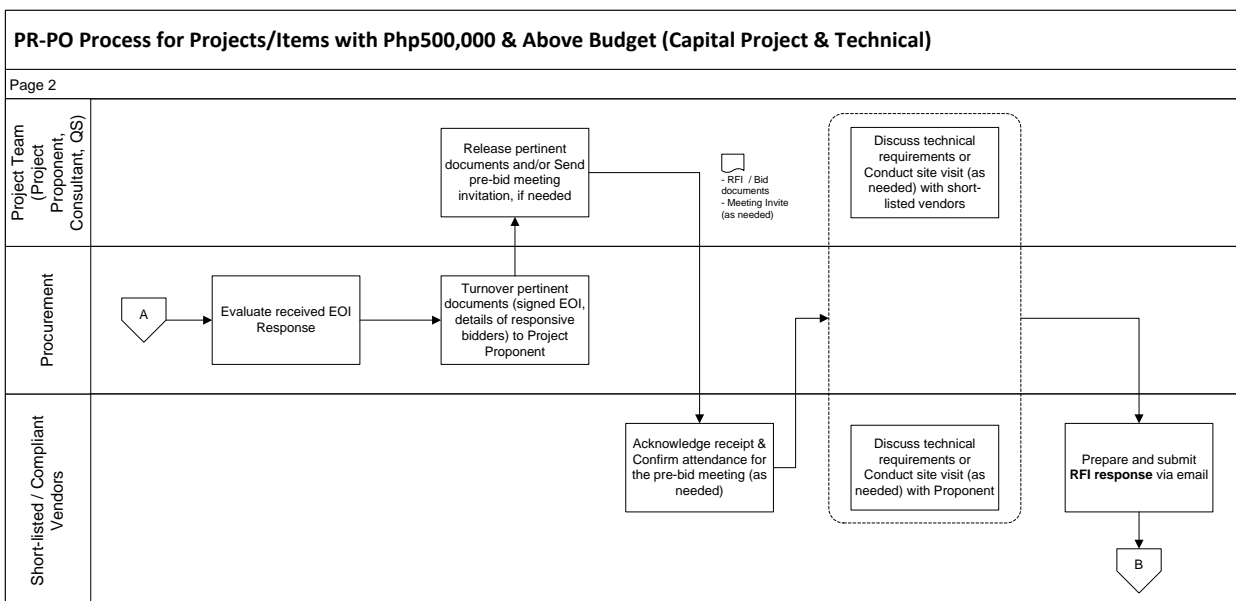 PR-PO Process for Projects/Items with Php500,000 & Above Budget (Capital Project & Technical)
Page 2
Project Team
(Project
Proponent,
Consultant, QS)
Release pertinent
documents and/or Send
pre-bid meeting
invitation, if needed
- RFI / Bid
documents
- Meeting Invite
(as needed)
Discuss technical
requirements or
Conduct site visit (as
needed) with short-
listed vendors
Procurement
A
Evaluate received EOI
Response
Turnover pertinent
documents (signed EOI,
details of responsive
bidders) to Project
Proponent
Short-listed / Compliant
Vendors
Acknowledge receipt &
Confirm attendance for
the pre-bid meeting (as
needed)
Discuss technical
requirements or
Conduct site visit (as
needed) with Proponent
Prepare and submit
RFI response via email
B